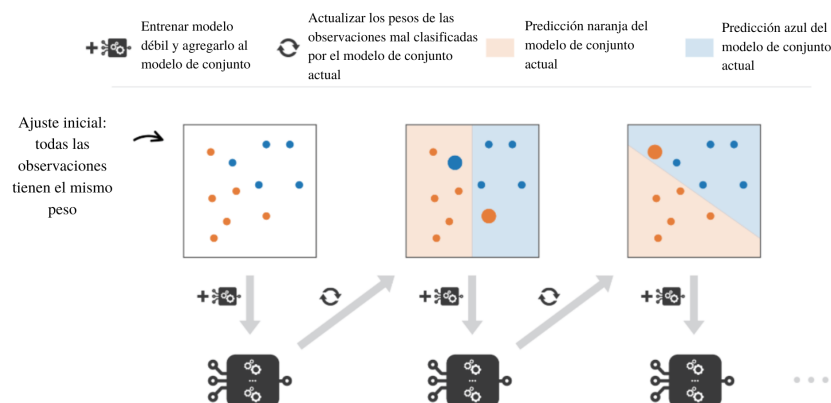 Entrenar modelo
débil y agregarlo al
modelo de conjunto
Actualizar los pesos de las
observaciones mal clasificadas
por el modelo de conjunto
actual
Predicción naranja del
modelo de conjunto
actual
Predicción azul del
modelo de conjunto
actual
Ajuste inicial:
todas las
observaciones
tienen el mismo
peso